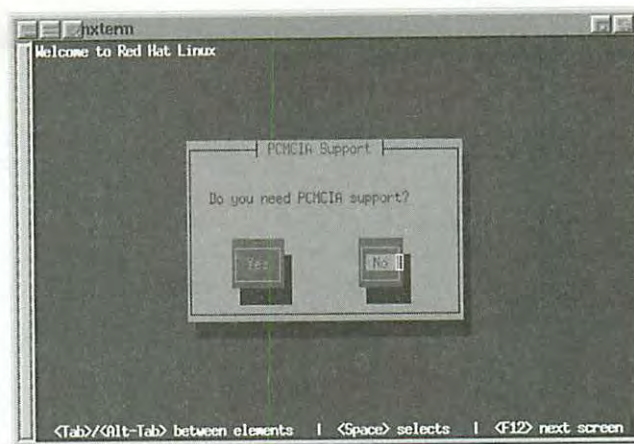 nxterm
Welcome to Red Hat Linux
PCMCIA Support
Do you need PCMCIA support?
Yes No
<Tab>/<Alt-Tab> between elements | <Space> selects | <F12> next screen